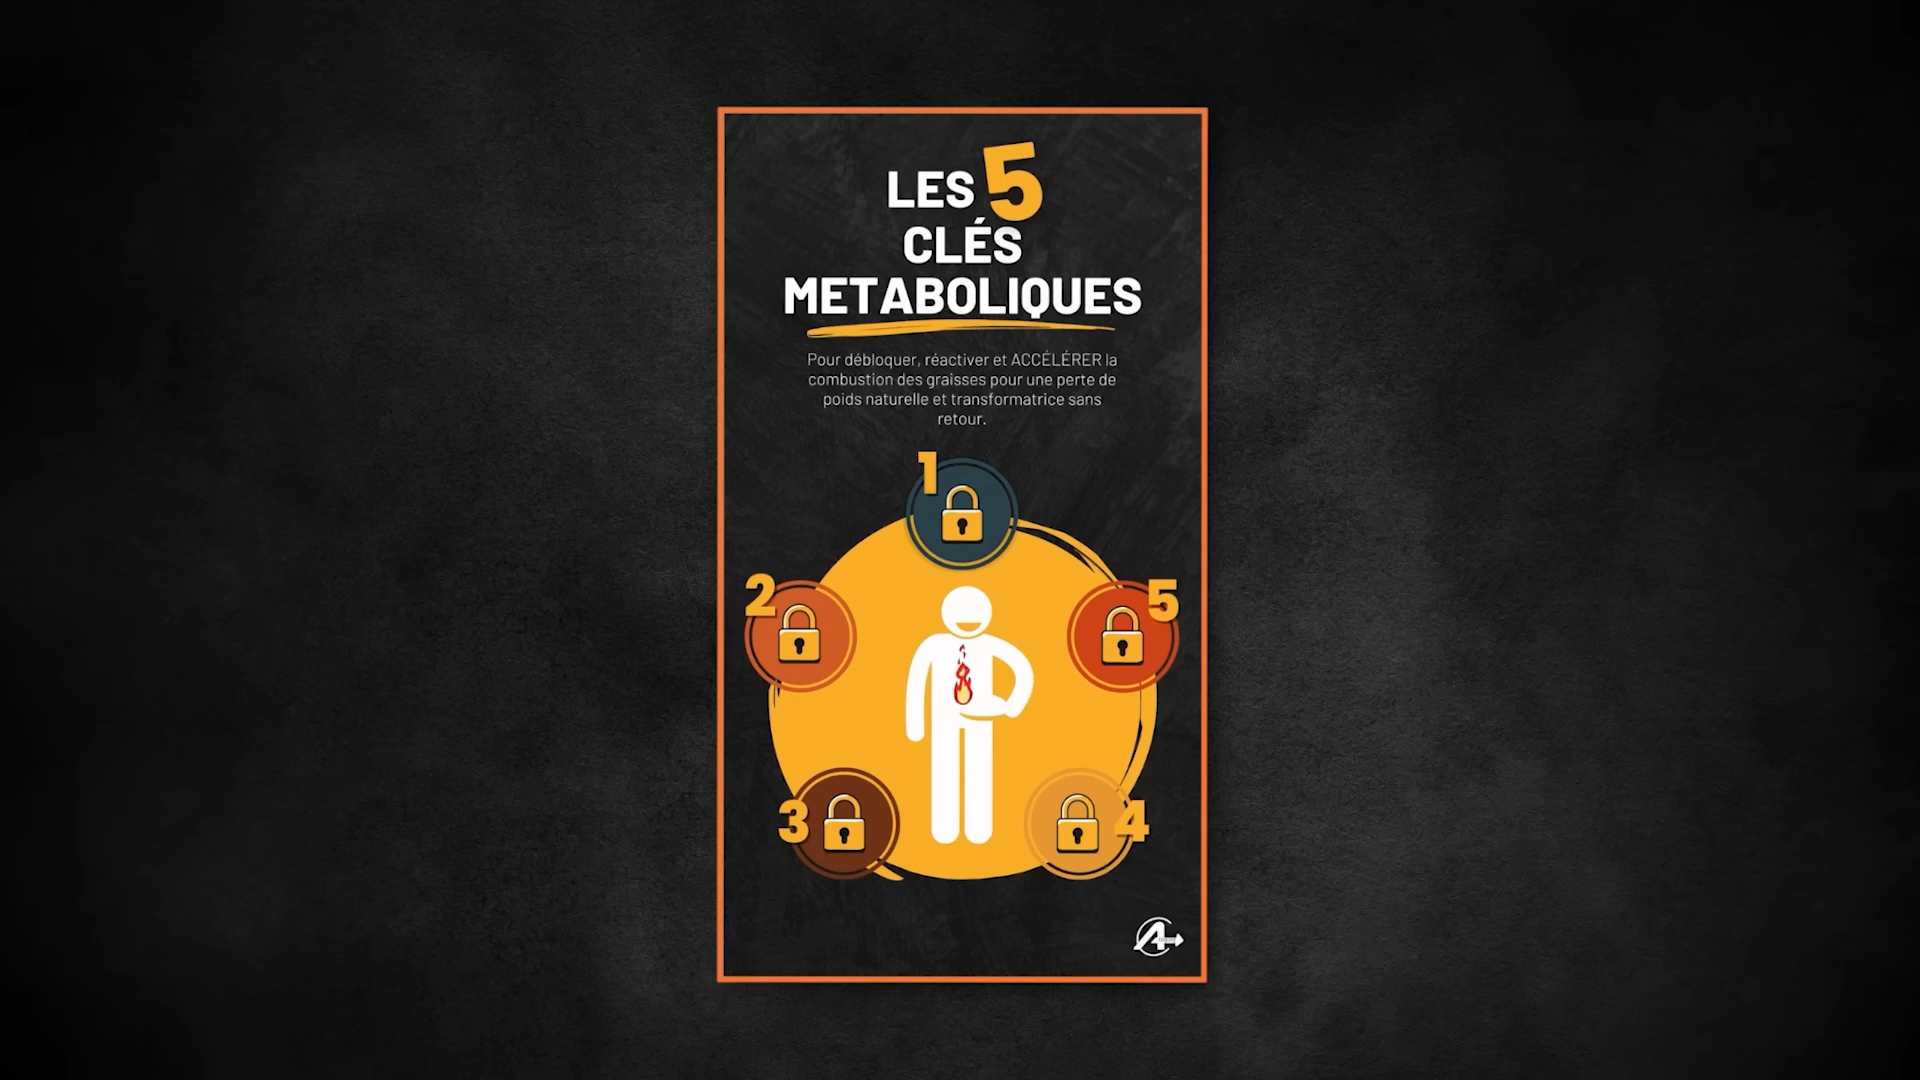 LES 5
CLÉS
METABOLIQUES
Pour débloquer, réactiver et ACCÉLÉRER la
combustion des graisses pour une perte de
poids naturelle et transformatrice sans
retour.
1
2
5
3
4